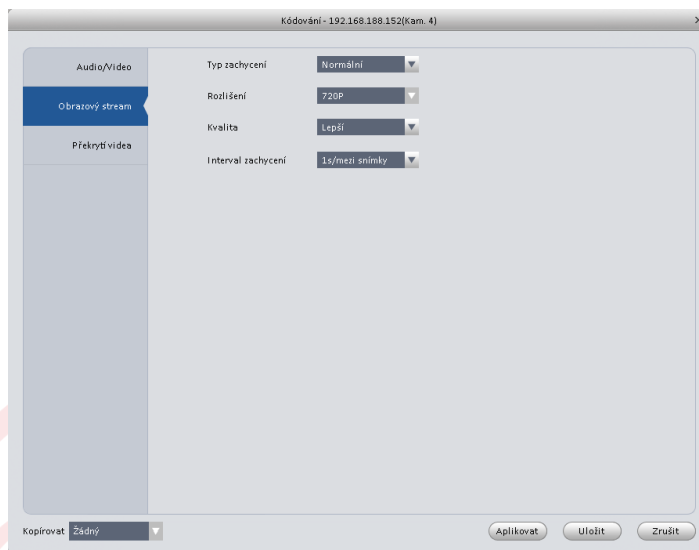 Kódování - 192.168.188.152(Kam. 4)
Audio/Video
Obrazový stream
Překrytí videa
Typ zachycení Normální
Rozlišení 720P
Kvalita Lepší
Interval zachycení 1s/mezi snímky
Kopírovat Žádný Aplikovat Uložit Zrušit